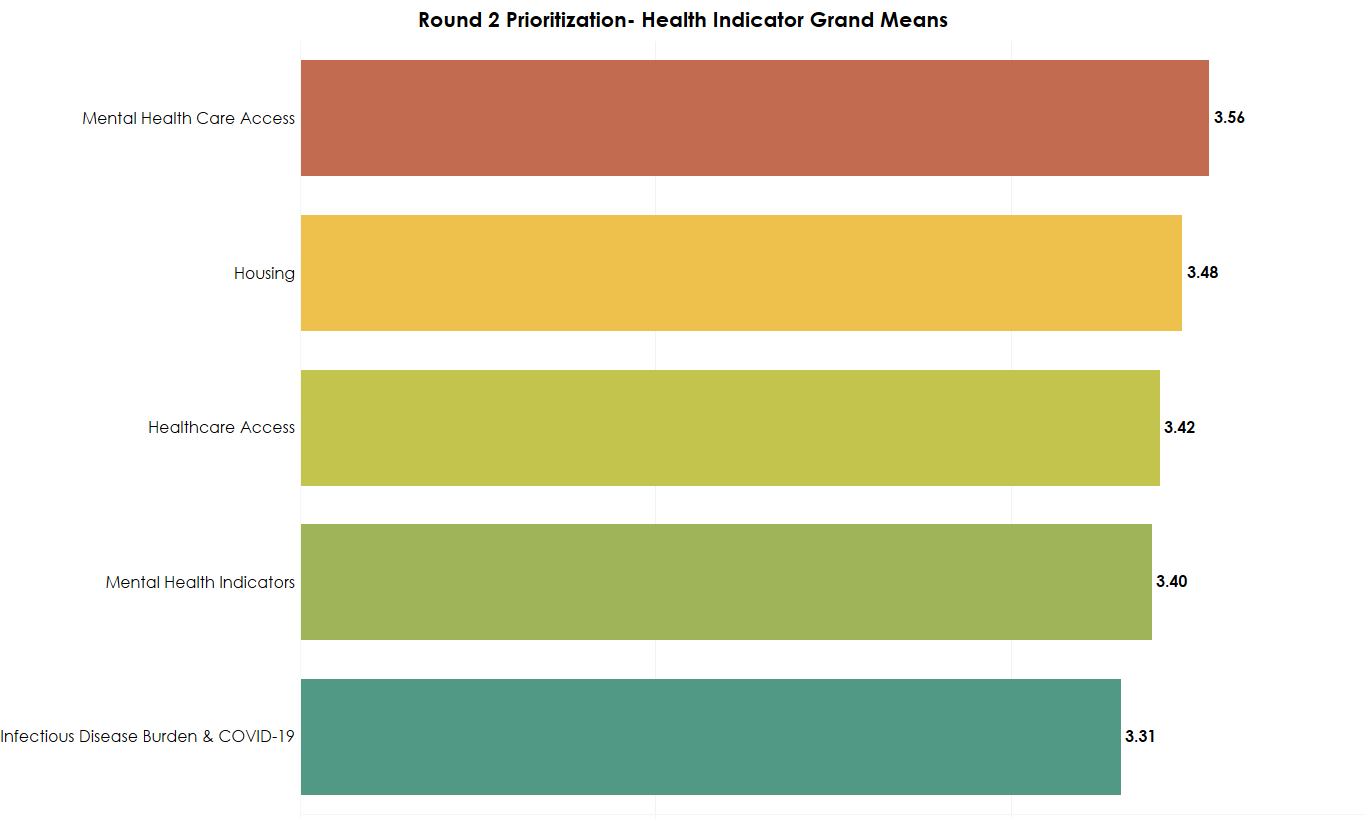 Round 2 Prioritization- Health Indicator Grand Means
Mental Health Care Access 3.56
Housing 3.48
Healthcare Access 3.42
Mental Health Indicators 3.40
Infectious Disease Burden & COVID-19 3.31